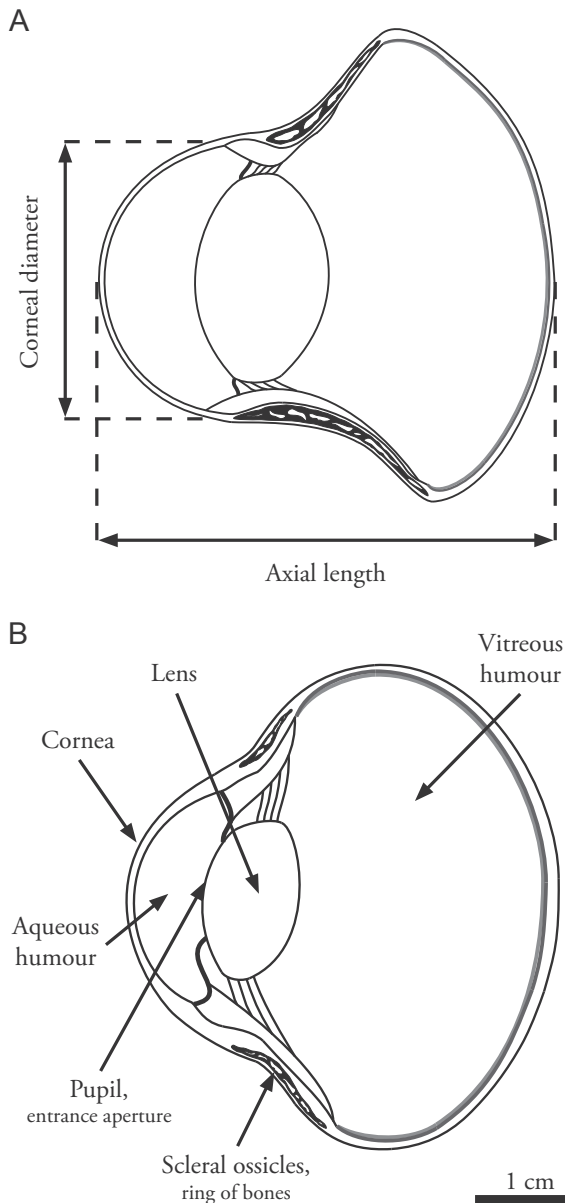 A
Corneal diameter
Axial length
B
Lens
Vitreous
humour
Cornea
Aqueous
humour
Pupil,
entrance aperture
Scleral ossicles,
ring of bones
1 cm